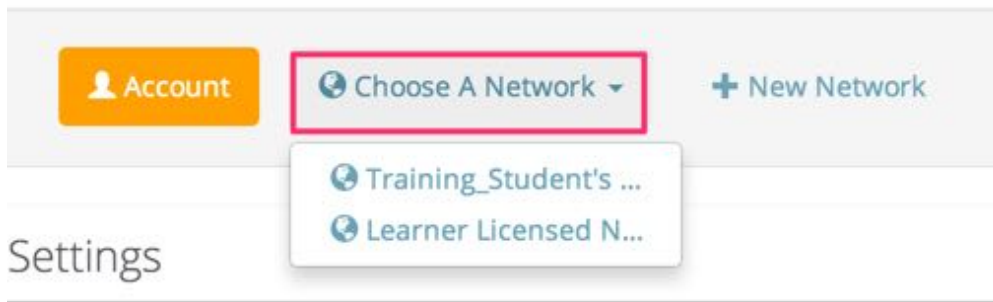 Account
Choose A Network
New Network
Training_Student's ...
Learner Licensed N...
Settings